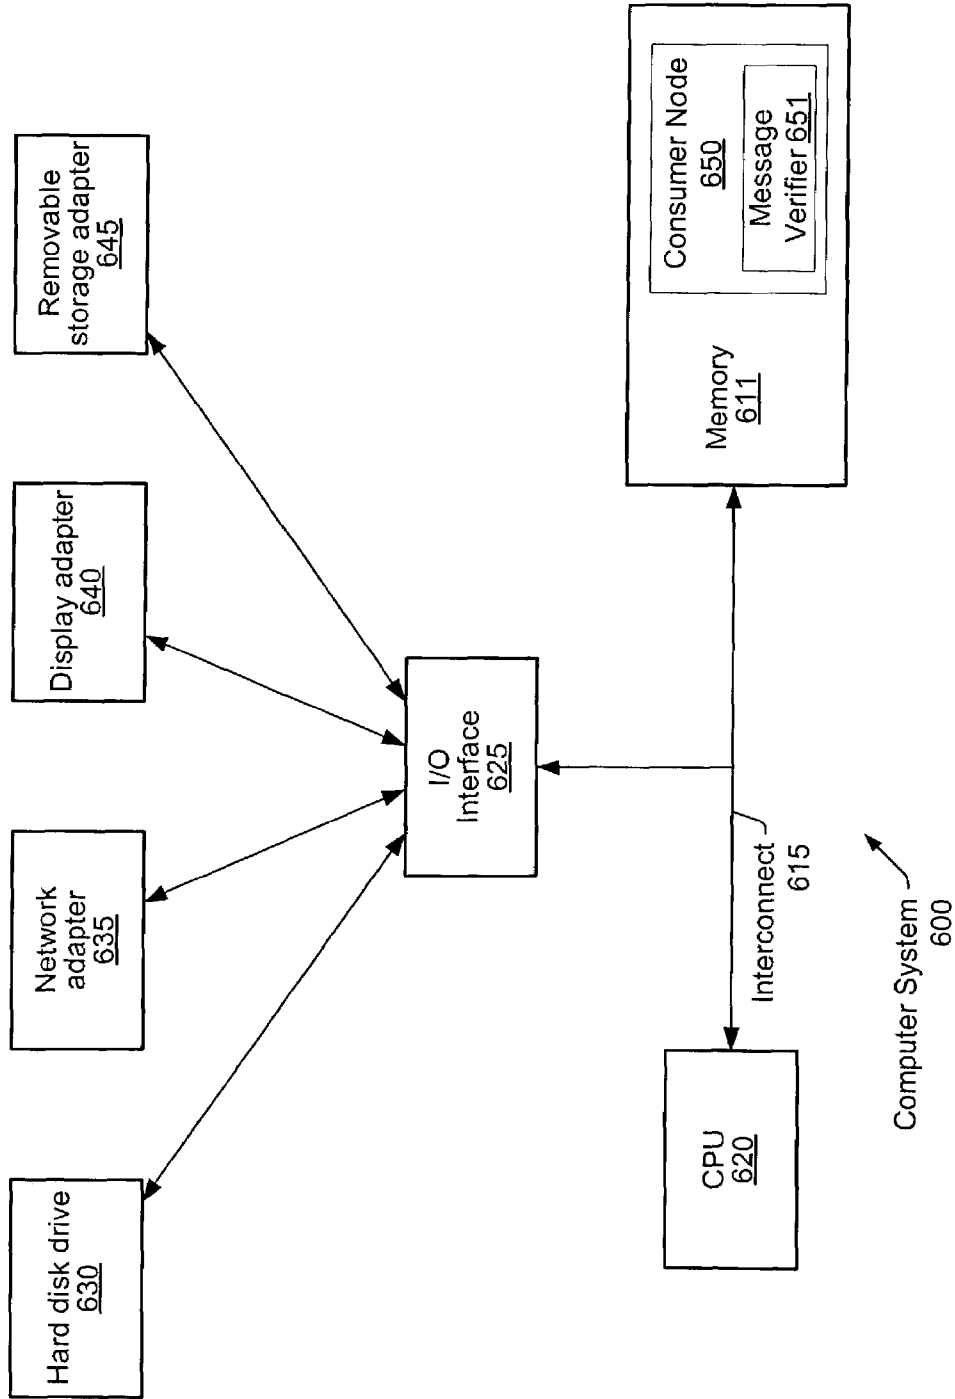 Hard disk drive
630
Network
adapter
635
Display adapter
640
Removable
storage adapter
645
I/O
Interface
625
CPU
620
Interconnect
615
Memory
611
Consumer Node
650
Message
Verifier 651
Computer System
600